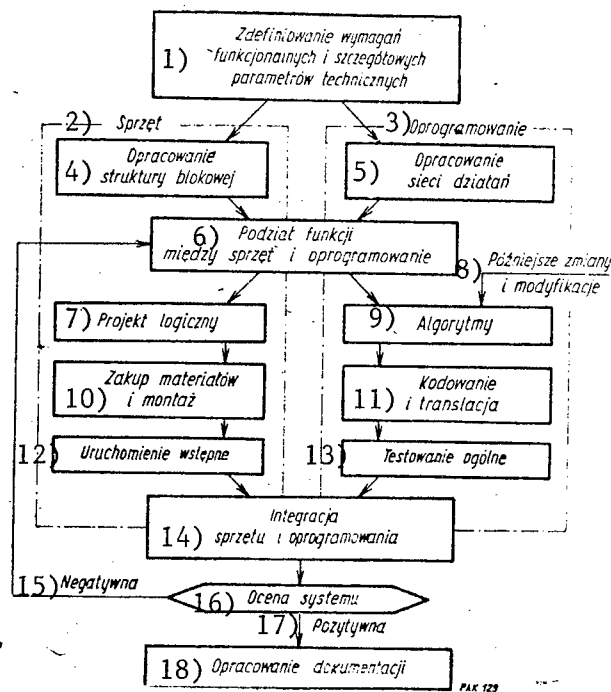 1) Zdefiniowanie wymagań
funkcjonalnych i szczegółowych
parametrów technicznych
2) Sprzęt
3) Oprogramowanie
4) Opracowanie
struktury blokowej
5) Opracowanie
sieci działań
6) Podział funkcji
między sprzęt i oprogramowanie
8) Późniejsze zmiany
i modyfikacje
7) Projekt logiczny
9) Algorytmy
10) Zakup materiałów
i montaż
11) Kodowanie
i translacja
12) Uruchomienie wstępne
13) Testowanie ogólne
14) Integracja
sprzętu i oprogramowania
15) Negatywna
16) Ocena systemu
17) Pozytywna
18) Opracowanie dokumentacji
PAK 129